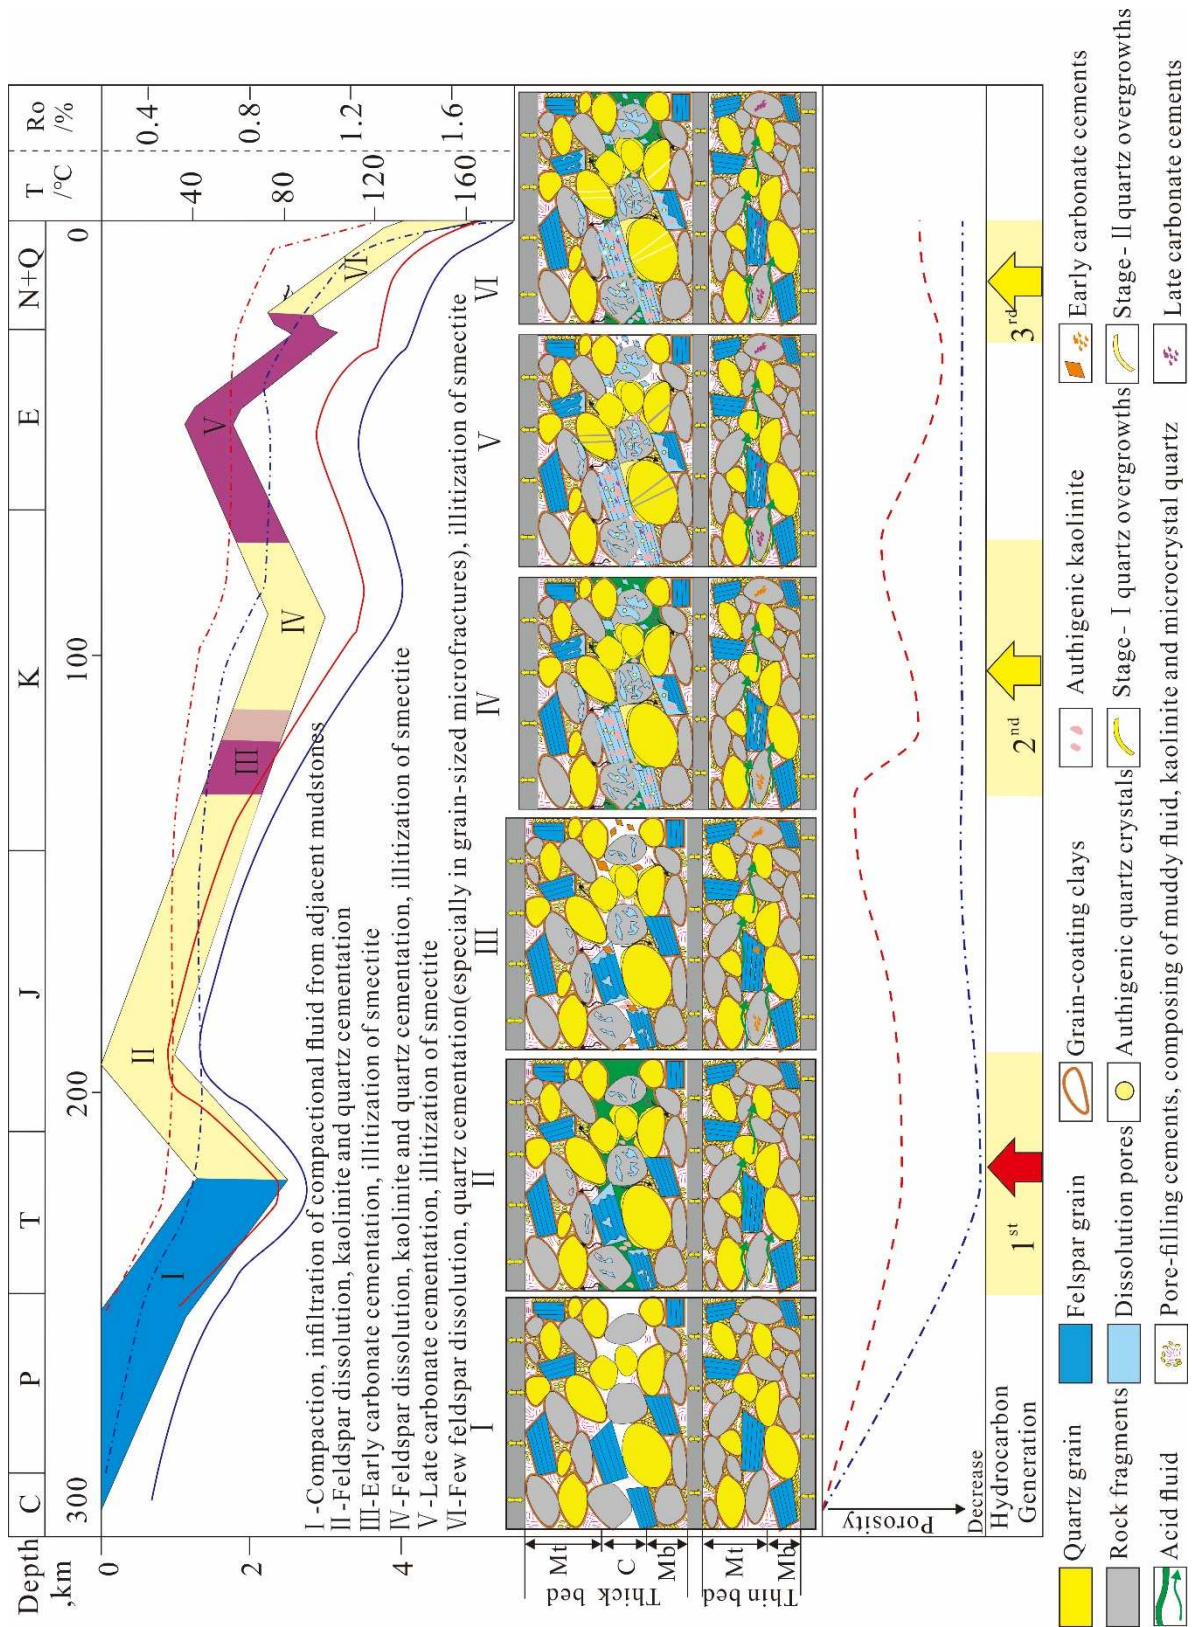 Depth
,km
C
P
T
J
K
E
N+Q
T
/°C
Ro
/%
300
200
100
0
0
2
4
40
80
120
160
0.4
0.8
1.2
1.6
I
II
III
IV
V
VI
I -Compaction, infiltration of compactional fluid from adjacent mudstones
II-Feldspar dissolution, kaolinite and quartz cementation
III-Early carbonate cementation, illitization of smectite
IV-Feldspar dissolution, kaolinite and quartz cementation, illitization of smectite
V-Late carbonate cementation, illitization of smectite
VI-Few feldspar dissolution, quartz cementation(especially in grain-sized microfractures), illitization of smectite
I
II
III
IV
V
VI
Thick bed
Mt
C
Mb
Thin bed
Mt
Mb
Porosity
Decrease
Hydrocarbon
Generation
1st
2nd
3rd
Quartz grain
Felspar grain
Grain-coating clays
Authigenic kaolinite
Early carbonate cements
Rock fragments
Dissolution pores
Authigenic quartz crystals
Stage- I quartz overgrowths
Stage- II quartz overgrowths
Acid fluid
Pore-filling cements, composing of muddy fluid, kaolinite and microcrystal quartz
Late carbonate cements